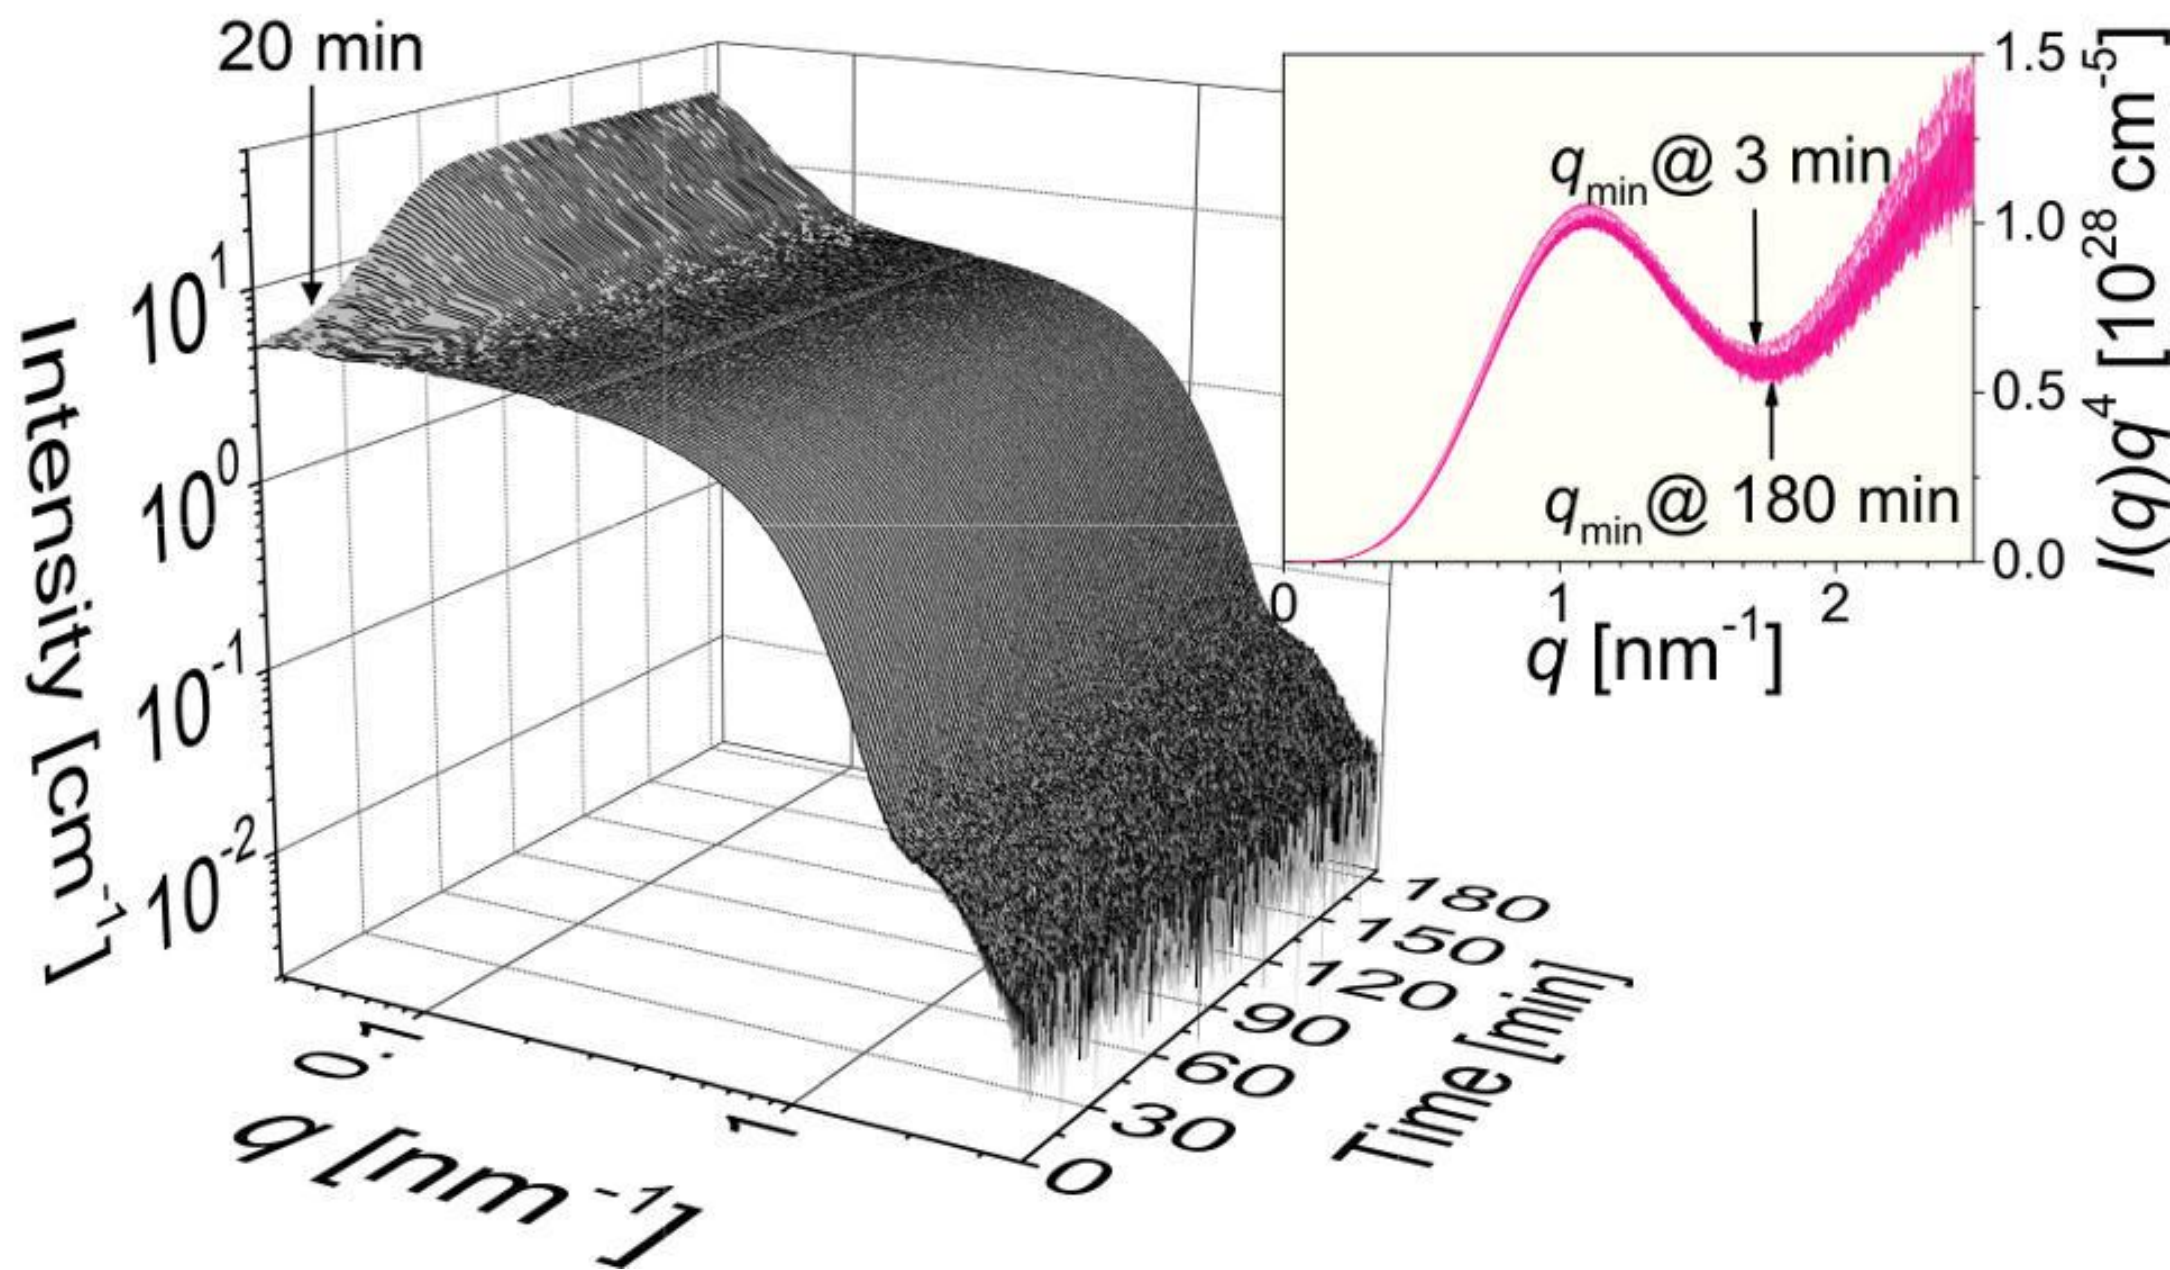 20 min
Intensity [cm⁻¹]
10¹
10⁰
10⁻¹
10⁻²
0.1
1
q [nm⁻¹]
0
30
60
90
120
150
180
Time [min]
q_min@ 3 min
q_min@ 180 min
1.5
1.0
0.5
0.0
I(q)q⁴ [10²⁸ cm⁻⁵]
0
1
2
q [nm⁻¹]